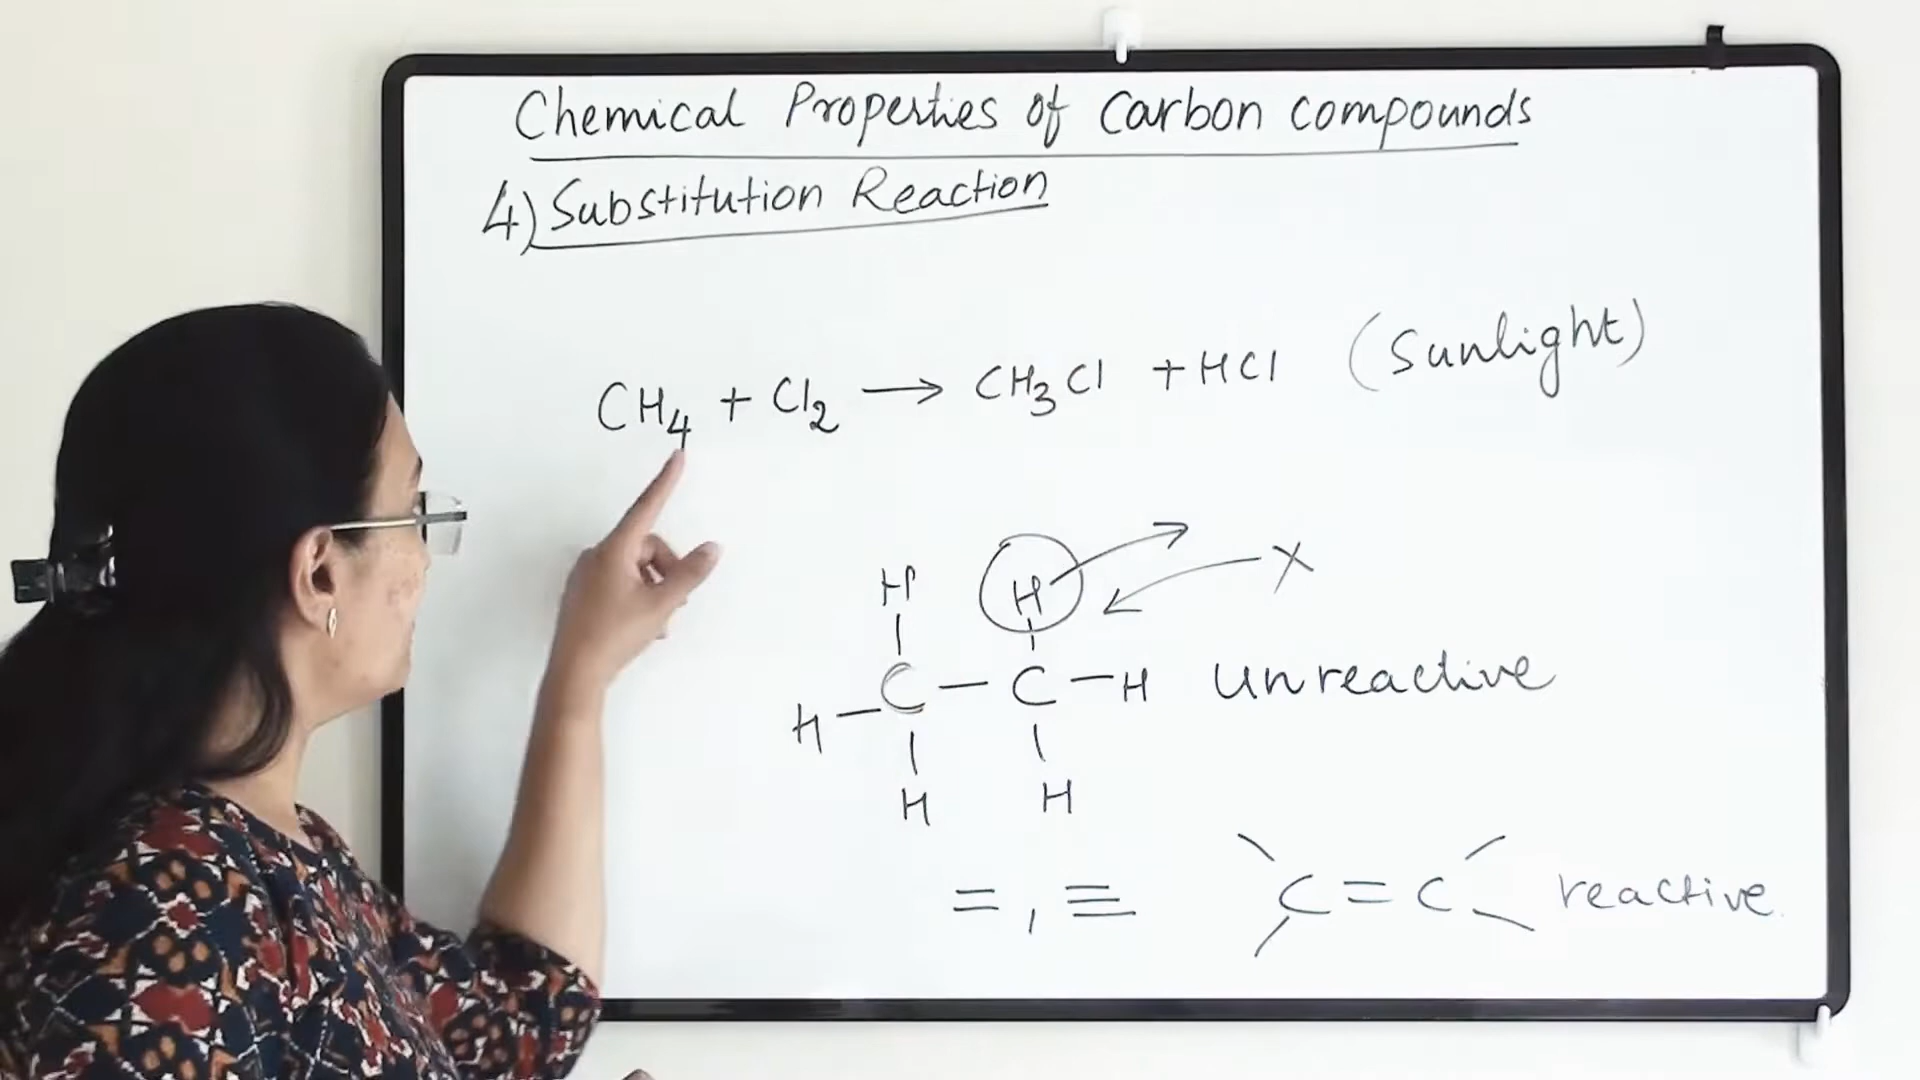 Chemical Properties of Carbon compounds
4) Substitution Reaction
CH4 + Cl2 → CH3Cl + HCl (Sunlight)
H H X
H — C — C — H unreactive
H H
= , ≡ C = C reactive